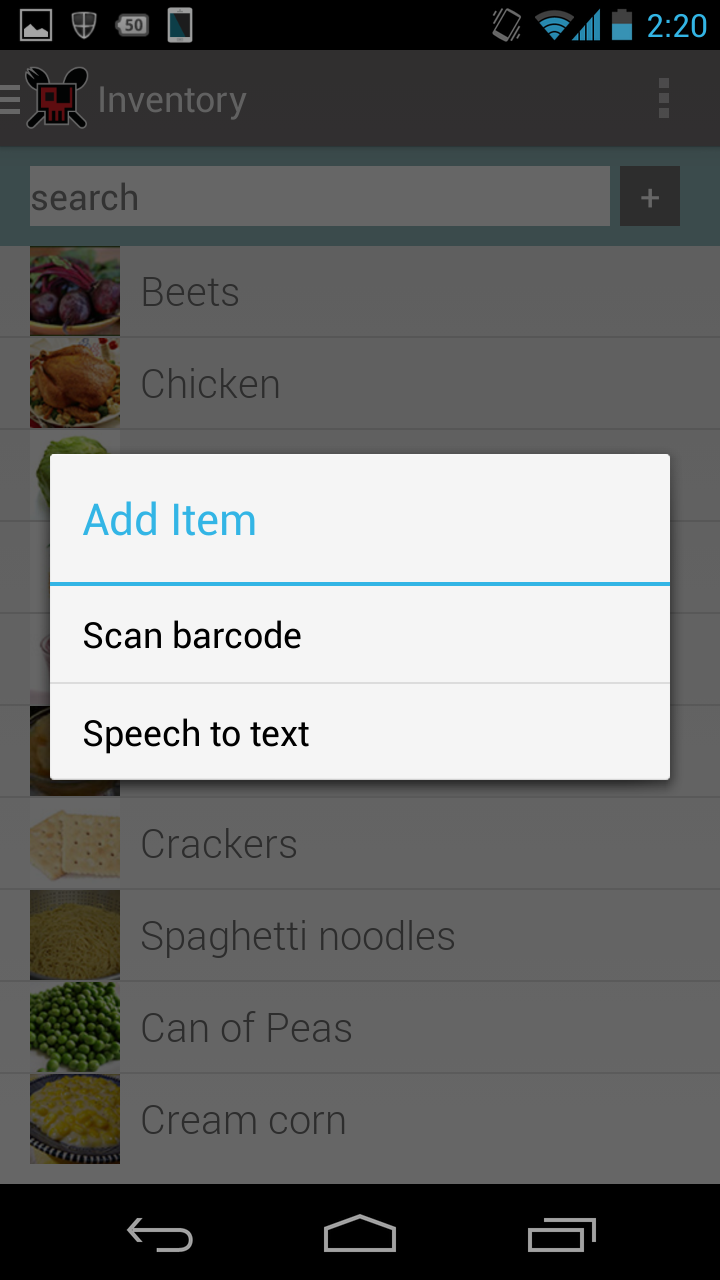 50
2:20
Inventory
search
+
Beets
Chicken
Add Item
Scan barcode
Speech to text
Crackers
Spaghetti noodles
Can of Peas
Cream corn